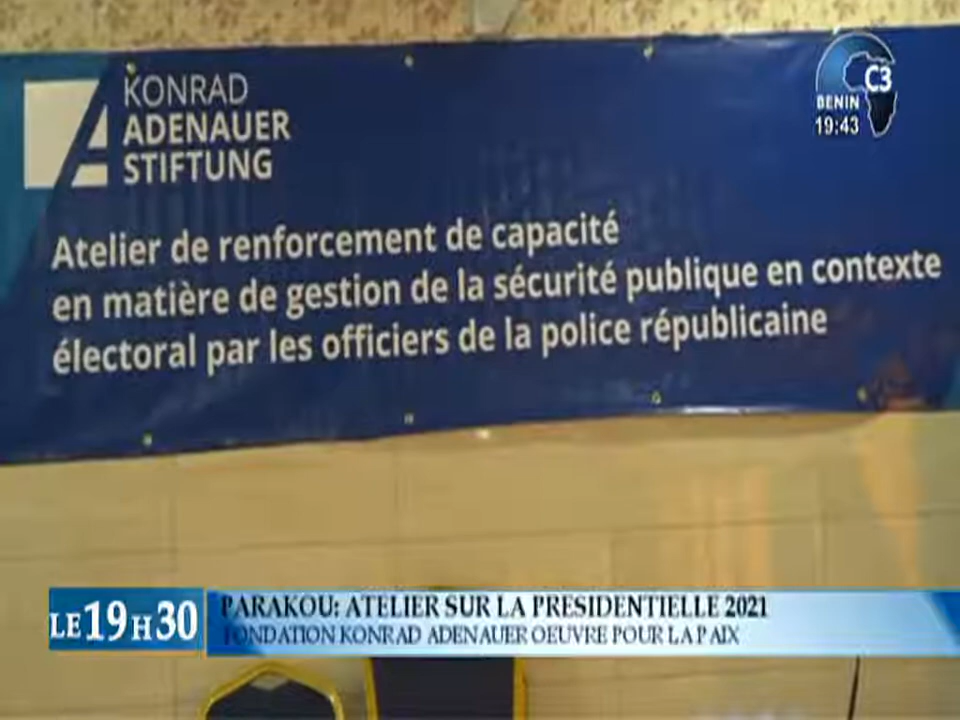 KONRAD
ADENAUER
STIFTUNG
C3
BENIN
19:43
Atelier de renforcement de capacité
en matière de gestion de la sécurité publique en contexte
électoral par les officiers de la police républicaine
LE 19H30
PARAKOU: ATELIER SUR LA PRESIDENTIELLE 2021
FONDATION KONRAD ADENAUER OEUVRE POUR LA PAIX